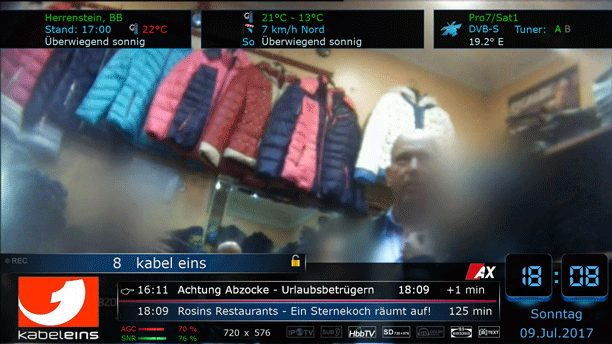 Herrenstein, BB
Stand: 17:00 22°C
Überwiegend sonnig
21°C - 13°C
7 km/h Nord
So Überwiegend sonnig
Pro7/Sat1
DVB-S Tuner: A B
19.2° E
REC
8 kabel eins
AX
16:11 Achtung Abzocke - Urlaubsbetrügern 18:09 +1 min
18:09 Rosins Restaurants - Ein Sternekoch räumt auf! 125 min
kabeleins
AGC 70 %
SNR 76 %
720 x 576
IPTV
SUB
HbbTV
SD 720x576
TEXT
18:08
Sonntag
09.Jul.2017